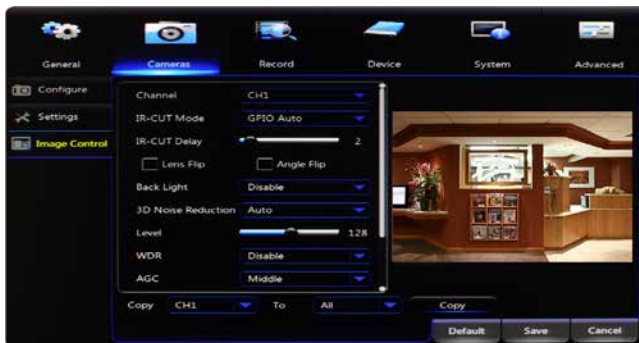 General Cameras Record Device System Advanced
Configure
Settings
Image Control
Channel CH1
IR-CUT Mode GPIO Auto
IR-CUT Delay 2
Lens Flip Angle Flip
Back Light Disable
3D Noise Reduction Auto
Level 128
WDR Disable
AGC Middle
Copy CH1 To All Copy
Default Save Cancel